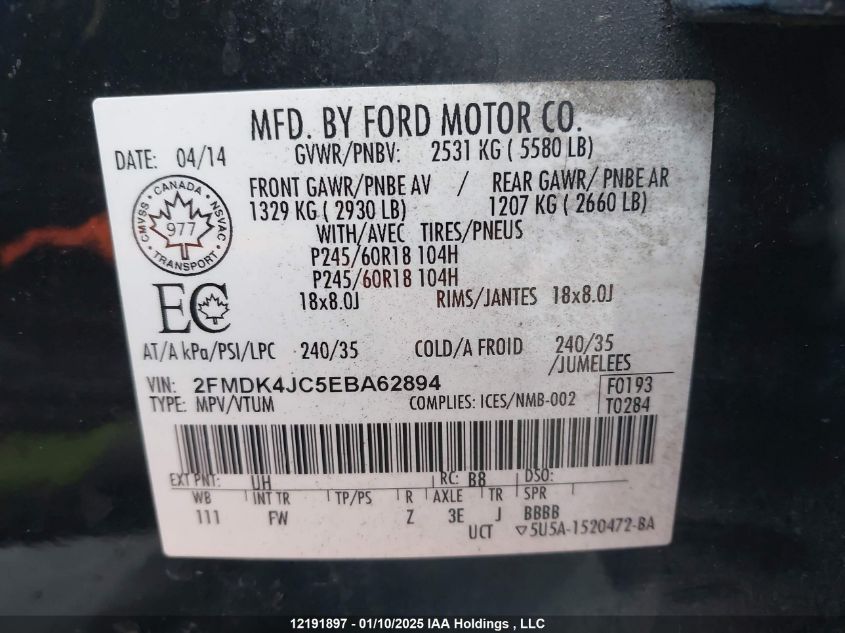 MFD. BY FORD MOTOR CO.
DATE: 04/14
GVWR/PNBV: 2531 KG ( 5580 LB)
FRONT GAWR/PNBE AV / REAR GAWR/ PNBE AR
1329 KG ( 2930 LB) 1207 KG ( 2660 LB)
WITH/AVEC TIRES/PNEUS
P245/60R18 104H
P245/60R18 104H
18x8.0J RIMS/JANTES 18x8.0J
CANADA
CMVSS 977 NSVAC
TRANSPORT
EC
AT/A kPa/PSI/LPC 240/35 COLD/A FROID 240/35
/JUMELEES
VIN: 2FMDK4JC5EBA62894 F0193
TYPE: MPV/VTUM COMPLIES: ICES/NMB-002 T0284
EXT PNT: UH RC: B8 DSO:
WB INT TR TP/PS R AXLE TR SPR
111 FW Z 3E J BBBB
UCT ▽5U5A-1520472-BA
12191897 - 01/10/2025 IAA Holdings , LLC